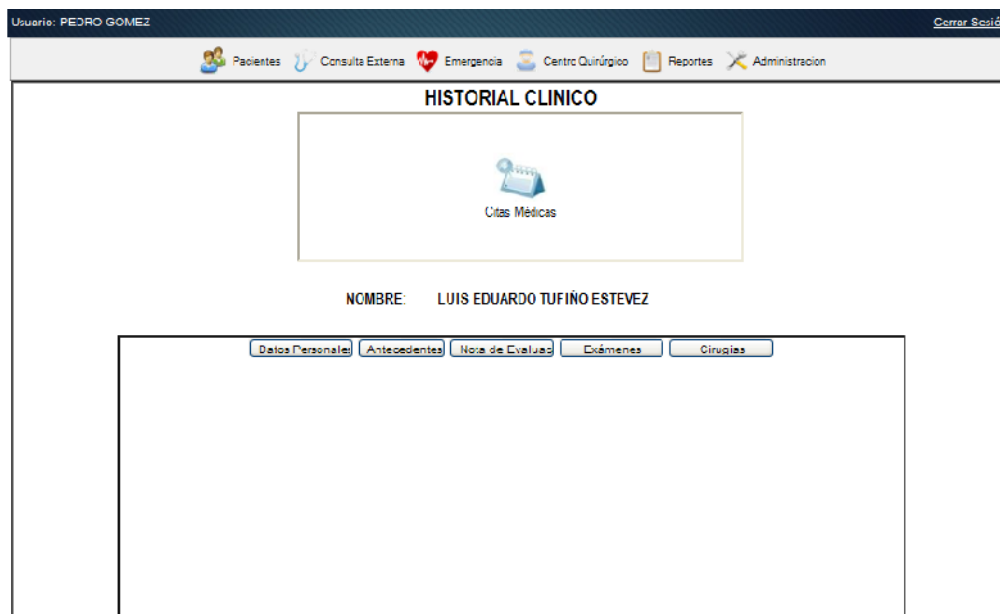 Usuario: PEDRO GOMEZ Cerrar Sesió
Pacientes Consulta Externa Emergencia Centro Quirúrgico Reportes Administracion
HISTORIAL CLINICO
Citas Médicas
NOMBRE: LUIS EDUARDO TUFIÑO ESTEVEZ
Datos Personales Antecedentes Nota de Evaluac Exámenes Cirugias